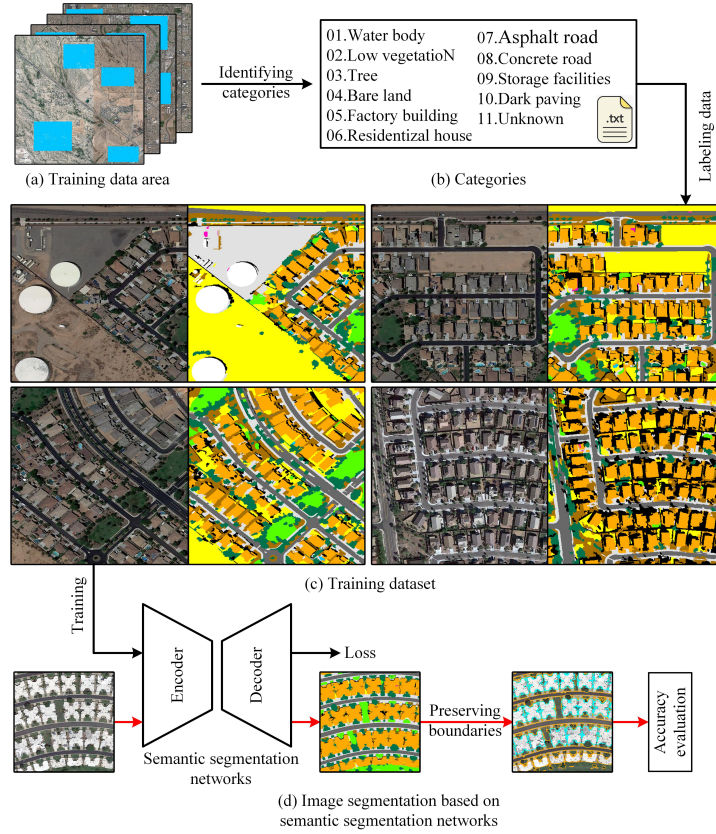 Identifying
categories
01.Water body
02.Low vegetatioN
03.Tree
04.Bare land
05.Factory building
06.Residentizal house
07.Asphalt road
08.Concrete road
09.Storage facilities
10.Dark paving
11.Unknown
.txt
Labeling data
(a) Training data area
(b) Categories
(c) Training dataset
Training
Encoder
Decoder
Loss
Semantic segmentation
networks
Preserving
boundaries
Accuracy
evaluation
(d) Image segmentation based on
semantic segmentation networks